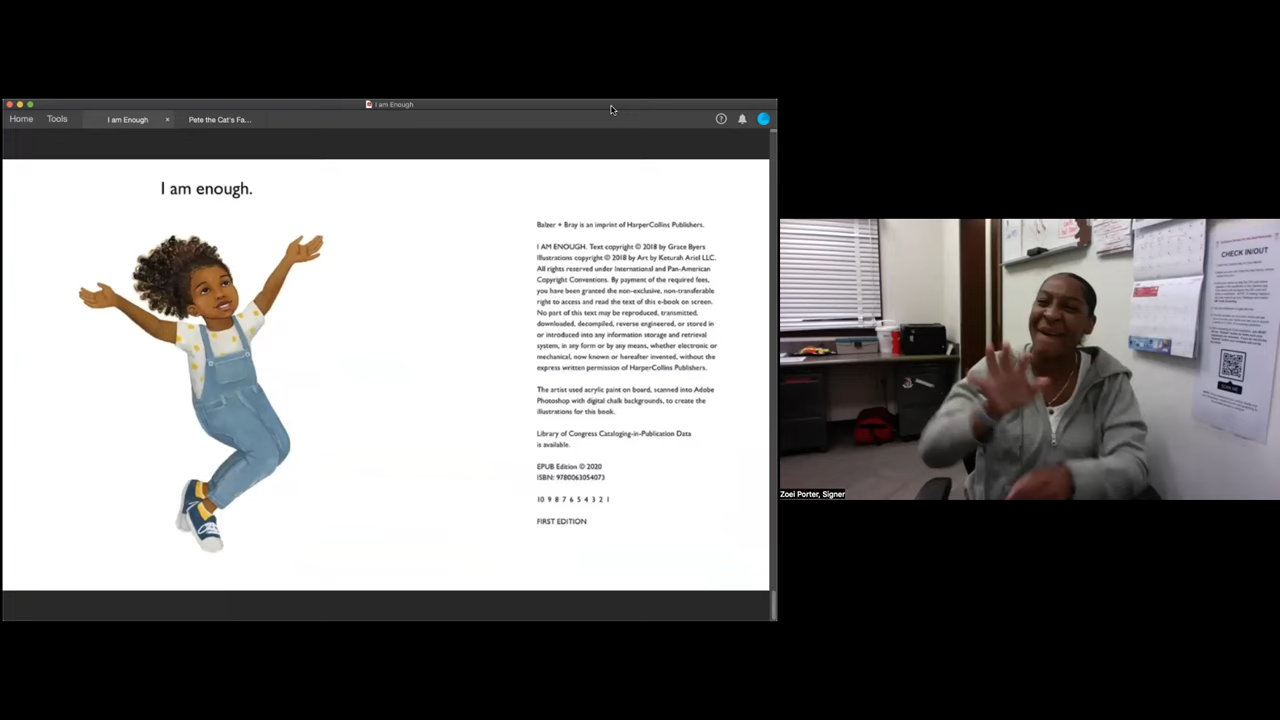 I am Enough
Home Tools I am Enough × Pete the Cat's Fa...
I am enough.
Balzer + Bray is an imprint of HarperCollins Publishers.
I AM ENOUGH. Text copyright © 2018 by Grace Byers
Illustrations copyright © 2018 by Art by Keturah Ariel LLC.
All rights reserved under International and Pan-American
Copyright Conventions. By payment of the required fees,
you have been granted the non-exclusive, non-transferable
right to access and read the text of this e-book on screen.
No part of this text may be reproduced, transmitted,
downloaded, decompiled, reverse engineered, or stored in
or introduced into any information storage and retrieval
system, in any form or by any means, whether electronic or
mechanical, now known or hereafter invented, without the
express written permission of HarperCollins Publishers.
The artist used acrylic paint on board, scanned into Adobe
Photoshop with digital chalk backgrounds, to create the
illustrations for this book.
Library of Congress Cataloging-in-Publication Data
is available.
EPUB Edition © 2020
ISBN: 9780063054073
10 9 8 7 6 5 4 3 2 1
FIRST EDITION
CHECK IN/OUT
Zoei Porter, Signer